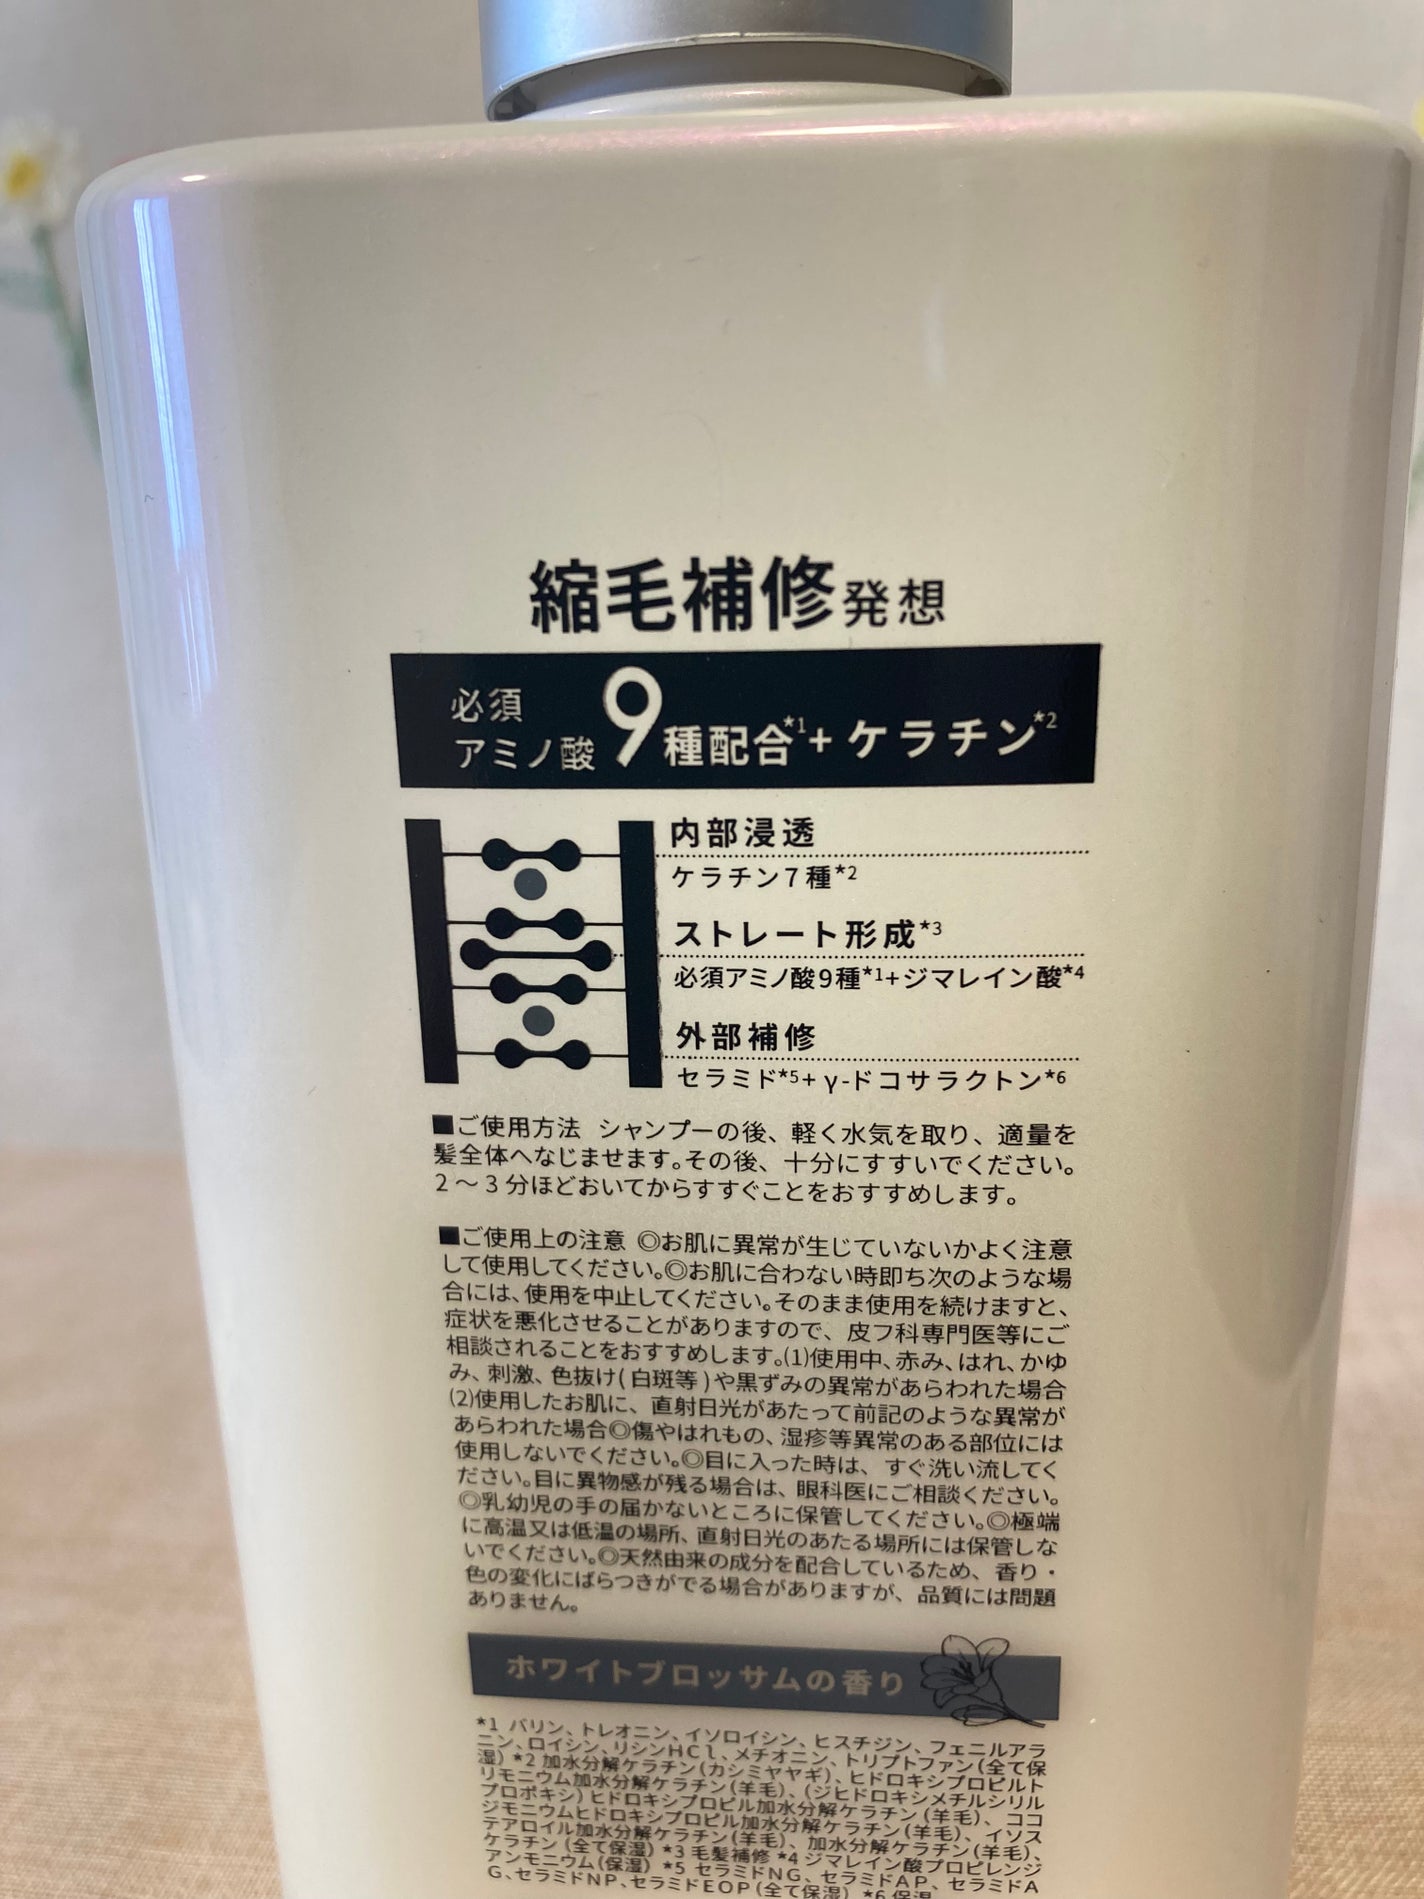 縮毛補修発想
必須
アミノ酸 9種配合*1+ ケラチン*2
内部浸透
ケラチン7種*2
ストレート形成*3
必須アミノ酸9種*1+ジマレイン酸*4
外部補修
セラミド*5+ γ-ドコサラクトン*6
■ご使用方法 シャンプーの後、軽く水気を取り、適量を
髪全体へなじませます。その後、十分にすすいでください。
2〜3分ほどおいてからすすぐことをおすすめします。
■ご使用上の注意 ◎お肌に異常が生じていないかよく注意
して使用してください。◎お肌に合わない時即ち次のような場
合には、使用を中止してください。そのまま使用を続けますと、
症状を悪化させることがありますので、皮フ科専門医等にご
相談されることをおすすめします。(1)使用中、赤み、はれ、かゆ
み、刺激、色抜け(白斑等)や黒ずみの異常があらわれた場合
(2)使用したお肌に、直射日光があたって前記のような異常が
あらわれた場合◎傷やはれもの、湿疹等異常のある部位には
使用しないでください。◎目に入った時は、すぐ洗い流してく
ださい。目に異物感が残る場合は、眼科医にご相談ください。
◎乳幼児の手の届かないところに保管してください。◎極端
に高温又は低温の場所、直射日光のあたる場所には保管しな
いでください。◎天然由来の成分を配合しているため、香り・
色の変化にばらつきがでる場合がありますが、品質には問題
ありません。
ホワイトブロッサムの香り
*1 バリン、トレオニン、イソロイシン、ヒスチジン、フェニルアラ
ニン、ロイシン、リシンHCl、メチオニン、トリプトファン(全て保
湿) *2 加水分解ケラチン(カシミヤヤギ)、ヒドロキシプロピルト
リモニウム加水分解ケラチン(羊毛)、(ジヒドロキシメチルシリル
プロポキシ)ヒドロキシプロピル加水分解ケラチン(羊毛)、ココ
ジモニウムヒドロキシプロピル加水分解ケラチン(羊毛)、イソス
テアロイル加水分解ケラチン(羊毛)、加水分解ケラチン(羊毛)、
ケラチン(全て保湿) *3 毛髪補修 *4 ジマレイン酸プロピレンジ
アンモニウム(保湿) *5 セラミドNG、セラミドAP、セラミドA
G、セラミドNP、セラミドEOP(全て保湿) *6 保湿